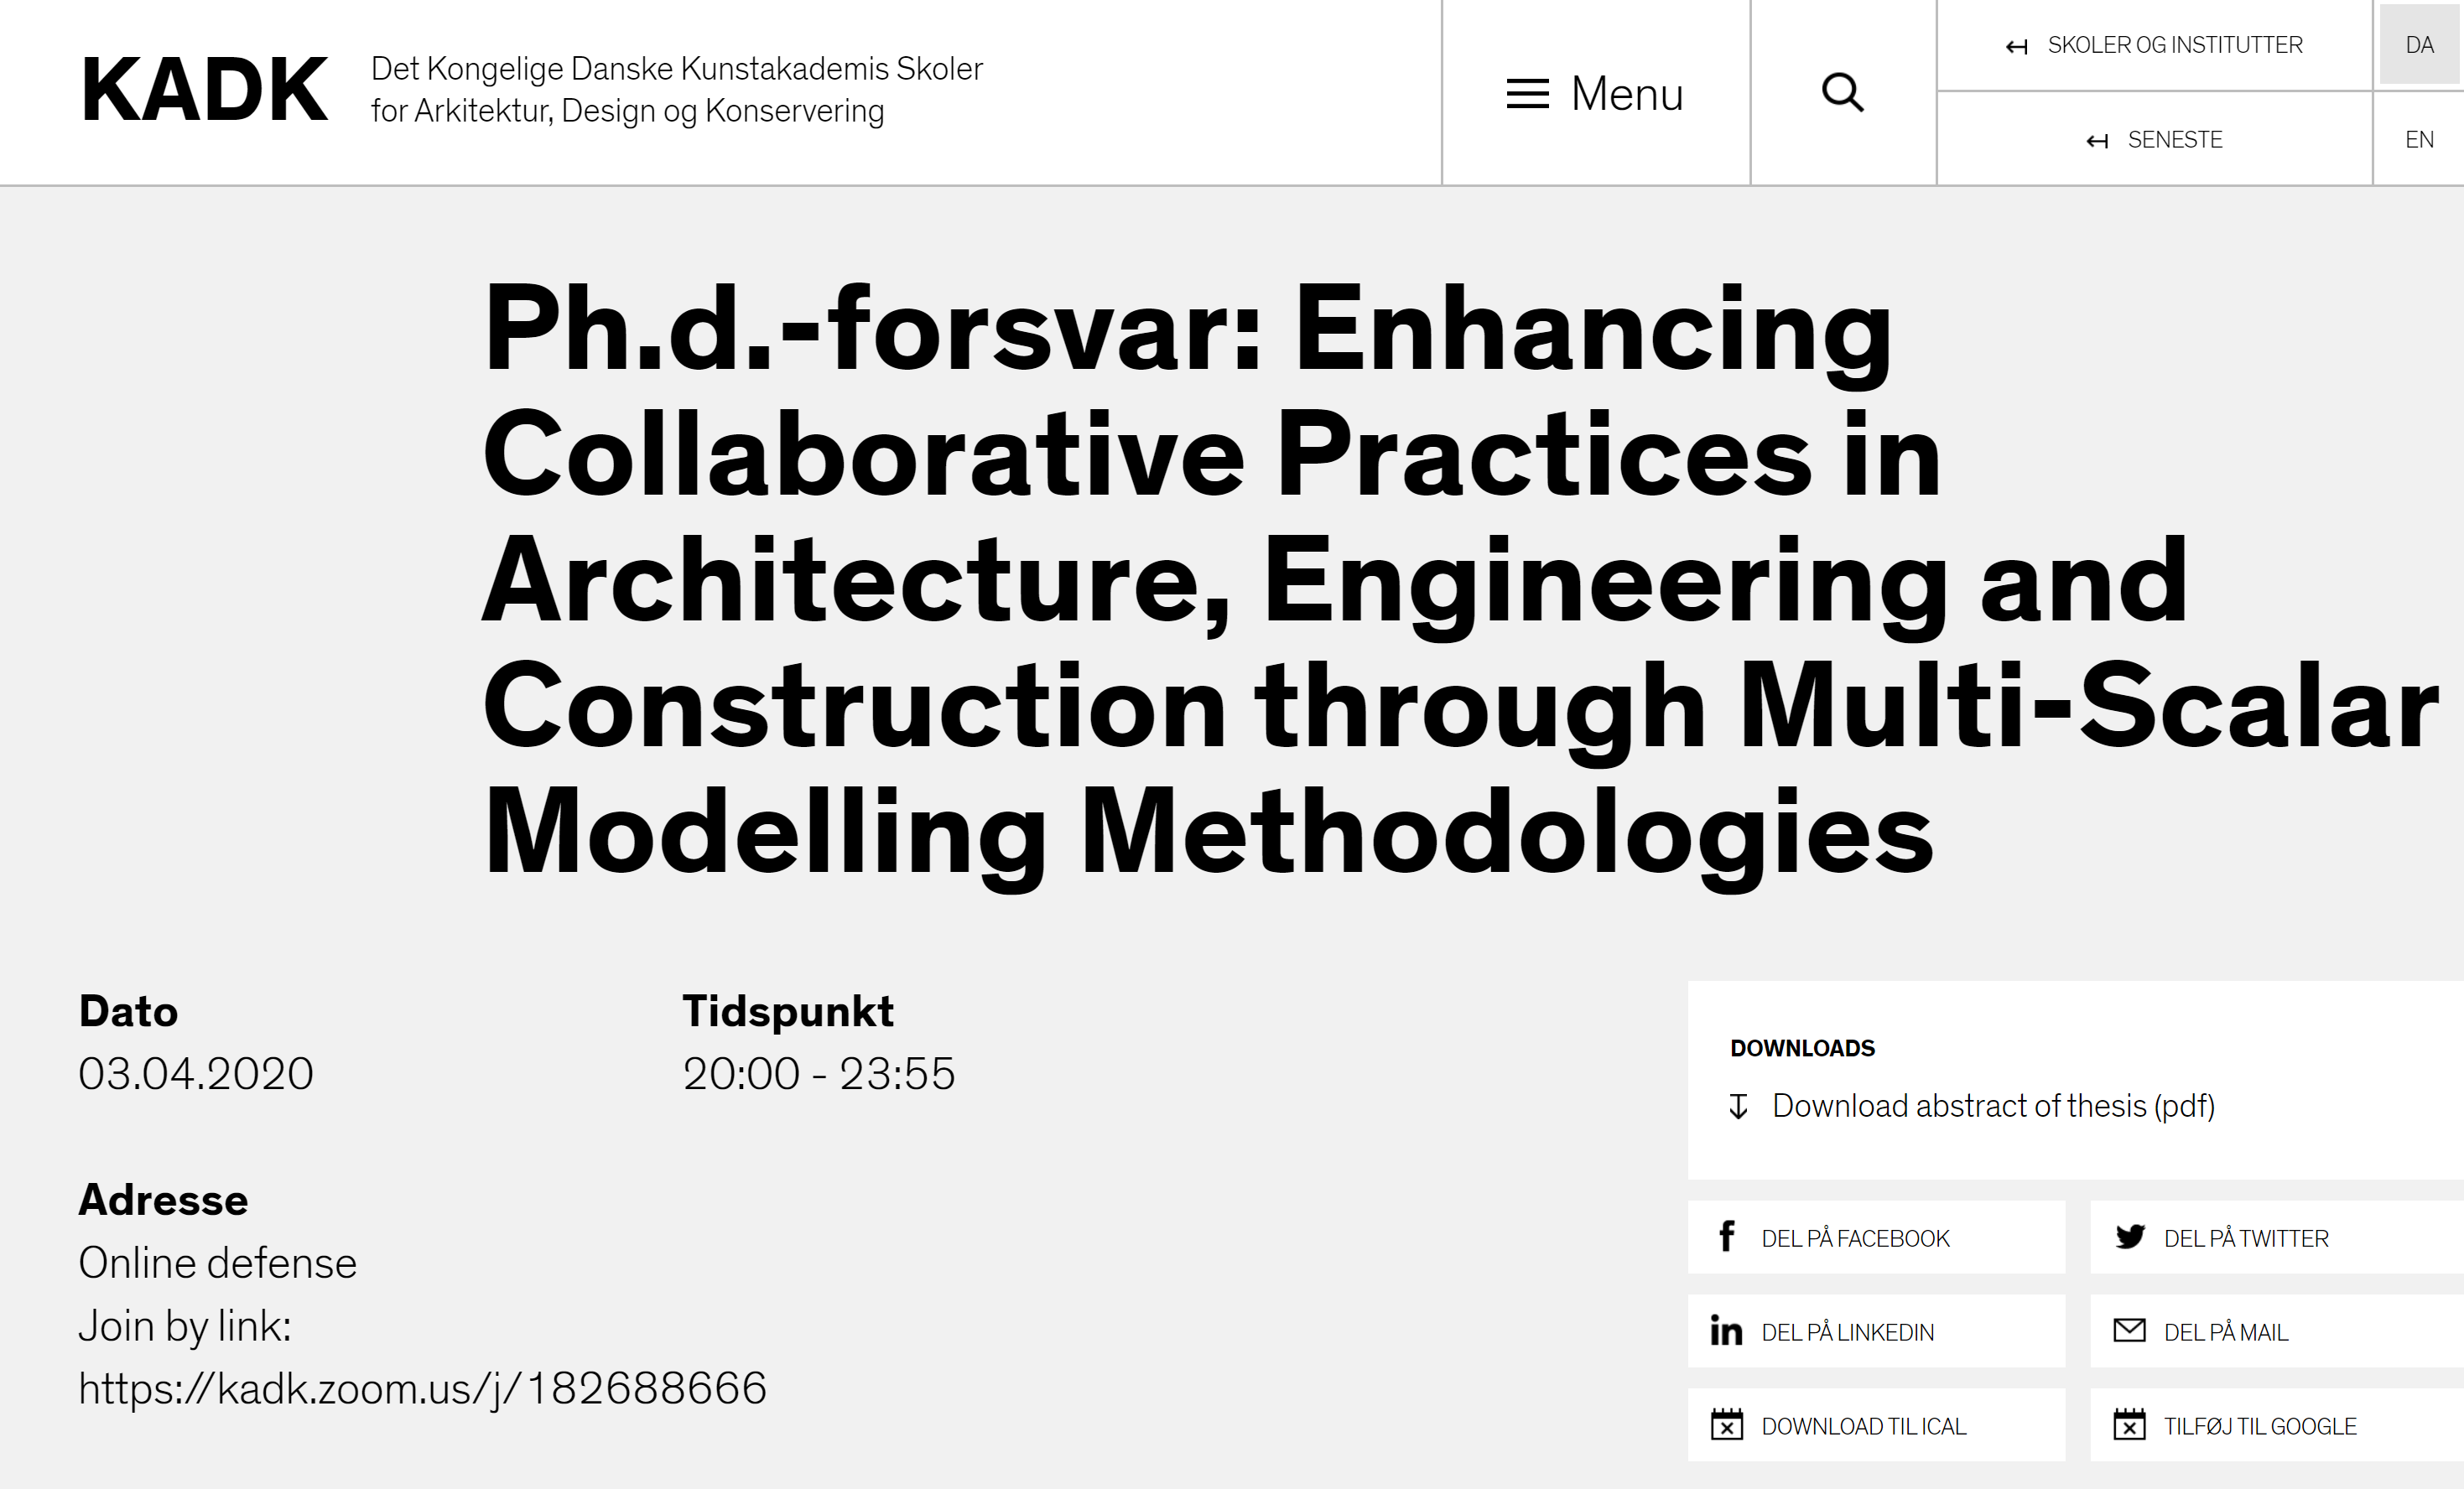 KADK
Det Kongelige Danske Kunstakademis Skoler
for Arkitektur, Design og Konservering
Menu
SKOLER OG INSTITUTTER
DA
SENESTE
EN
Ph.d.-forsvar: Enhancing
Collaborative Practices in
Architecture, Engineering and
Construction through Multi-Scalar
Modelling Methodologies
Dato
03.04.2020
Tidspunkt
20:00 - 23:55
Adresse
Online defense
Join by link:
https://kadk.zoom.us/j/182688666
DOWNLOADS
Download abstract of thesis (pdf)
DEL PÅ FACEBOOK
DEL PÅ TWITTER
DEL PÅ LINKEDIN
DEL PÅ MAIL
DOWNLOAD TIL ICAL
TILFØJ TIL GOOGLE